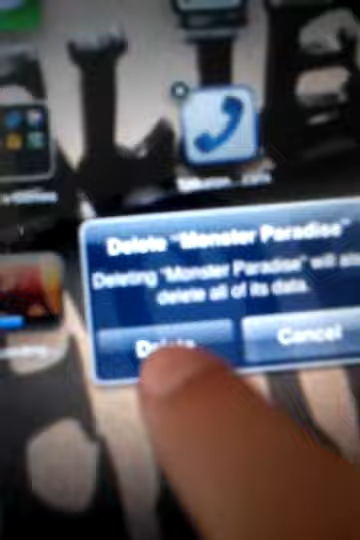 Delete "Monster Paradise"
Deleting "Monster Paradise" will also
delete all of its data.
Delete
Cancel